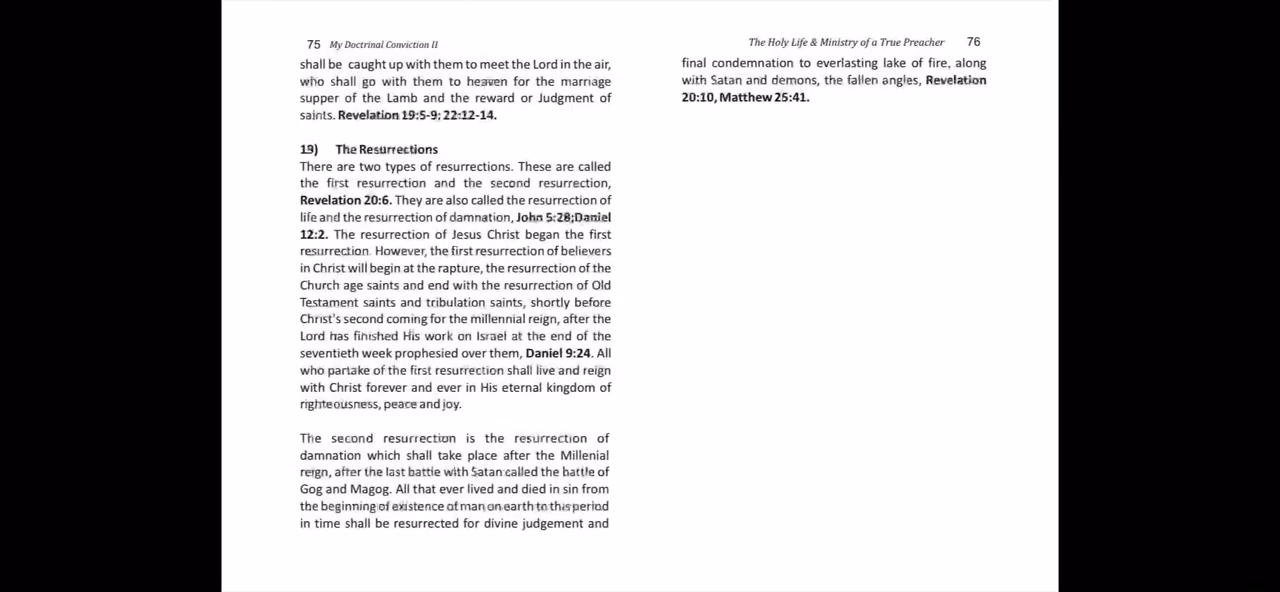 75 My Doctrinal Conviction II
shall be caught up with them to meet the Lord in the air,
who shall go with them to heaven for the marriage
supper of the Lamb and the reward or Judgment of
saints. Revelation 19:5-9; 22:12-14.
19) The Resurrections
There are two types of resurrections. These are called
the first resurrection and the second resurrection,
Revelation 20:6. They are also called the resurrection of
life and the resurrection of damnation, John 5:28;Daniel
12:2. The resurrection of Jesus Christ began the first
resurrection. However, the first resurrection of believers
in Christ will begin at the rapture, the resurrection of the
Church age saints and end with the resurrection of Old
Testament saints and tribulation saints, shortly before
Christ's second coming for the millennial reign, after the
Lord has finished His work on Israel at the end of the
seventieth week prophesied over them, Daniel 9:24. All
who partake of the first resurrection shall live and reign
with Christ forever and ever in His eternal kingdom of
righteousness, peace and joy.
The second resurrection is the resurrection of
damnation which shall take place after the Millenial
reign, after the last battle with Satan called the battle of
Gog and Magog. All that ever lived and died in sin from
the beginning of existence of man on earth to this period
in time shall be resurrected for divine judgement and
The Holy Life & Ministry of a True Preacher 76
final condemnation to everlasting lake of fire, along
with Satan and demons, the fallen angles, Revelation
20:10, Matthew 25:41.